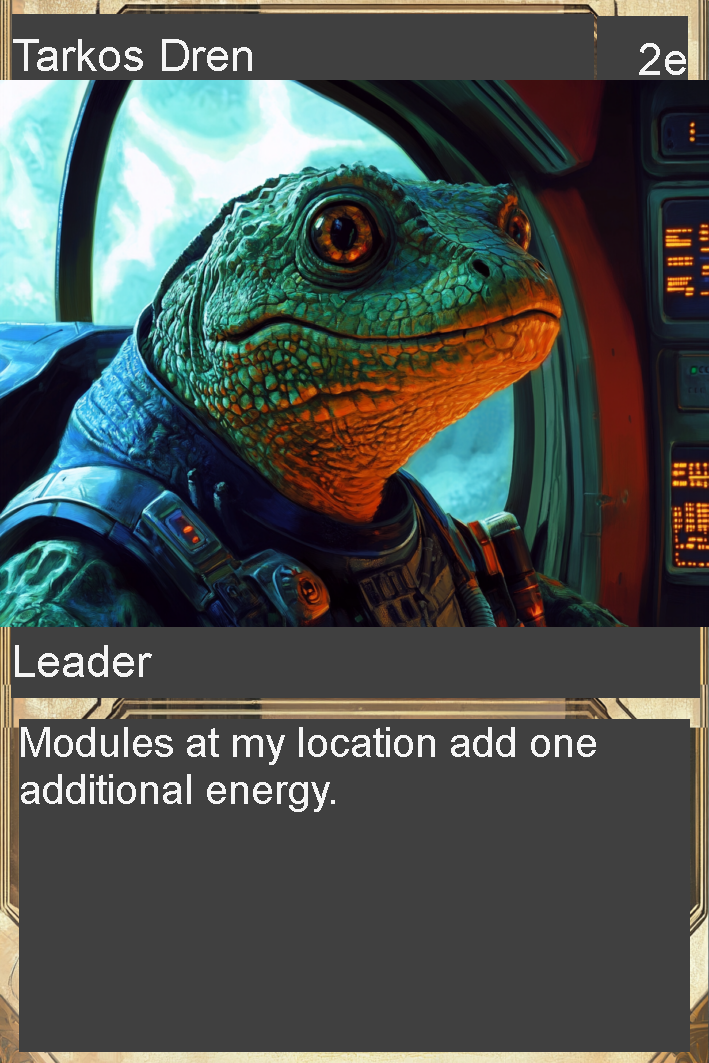 Tarkos Dren
2e
Leader
Modules at my location add one
additional energy.